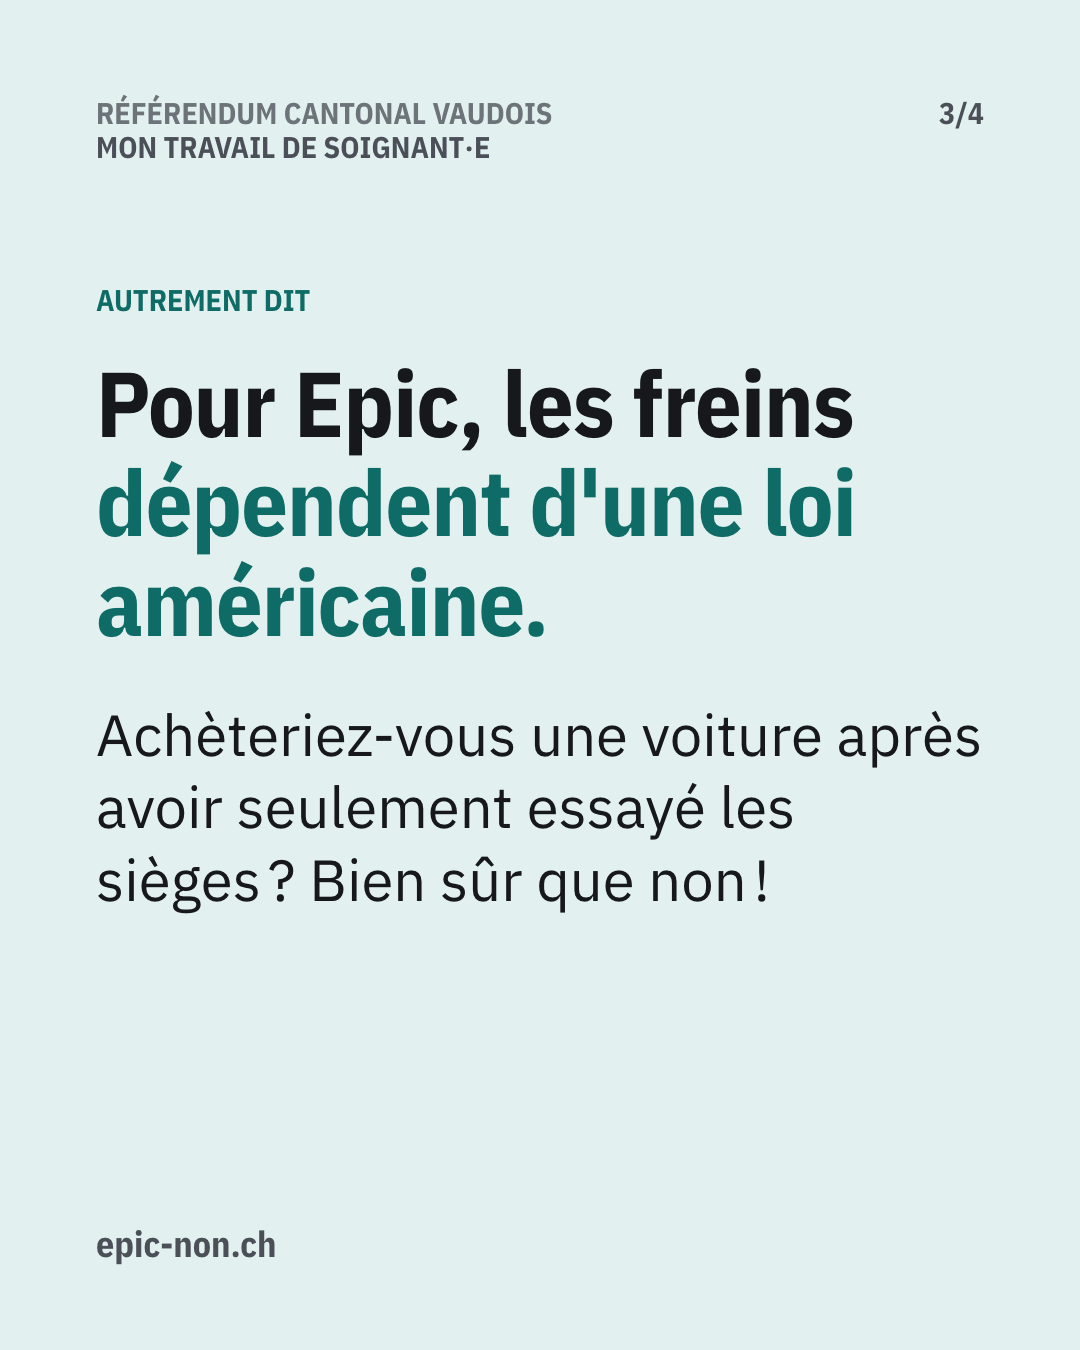 RÉFÉRENDUM CANTONAL VAUDOIS
MON TRAVAIL DE SOIGNANT·E
3/4
AUTREMENT DIT
Pour Epic, les freins
dépendent d'une loi
américaine.
Achèteriez-vous une voiture après
avoir seulement essayé les
sièges ? Bien sûr que non !
epic-non.ch